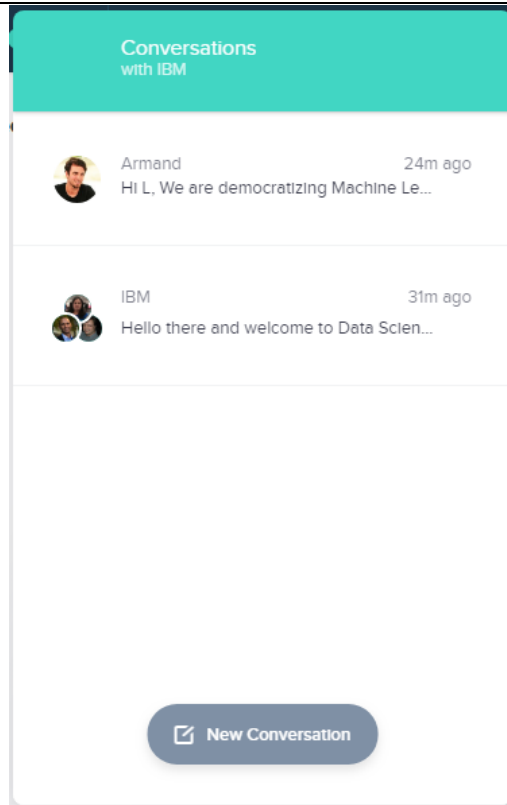 Conversations
with IBM
Armand 24m ago
Hi L, We are democratizing Machine Le...
IBM 31m ago
Hello there and welcome to Data Scien...
New Conversation